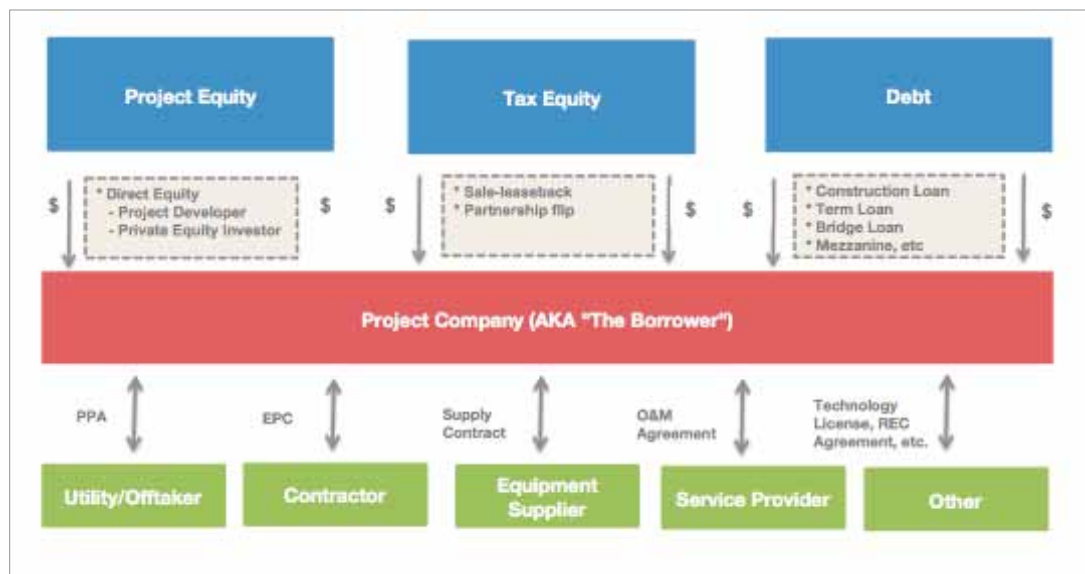 Project Equity
Tax Equity
Debt
$
* Direct Equity
- Project Developer
- Private Equity Investor
$
$
* Sale-leaseback
* Partnership flip
$
$
* Construction Loan
* Term Loan
* Bridge Loan
* Mezzanine, etc
$
Project Company (AKA "The Borrower")
PPA
EPC
Supply
Contract
O&M
Agreement
Technology
License, REC
Agreement, etc.
Utility/Offtaker
Contractor
Equipment
Supplier
Service Provider
Other